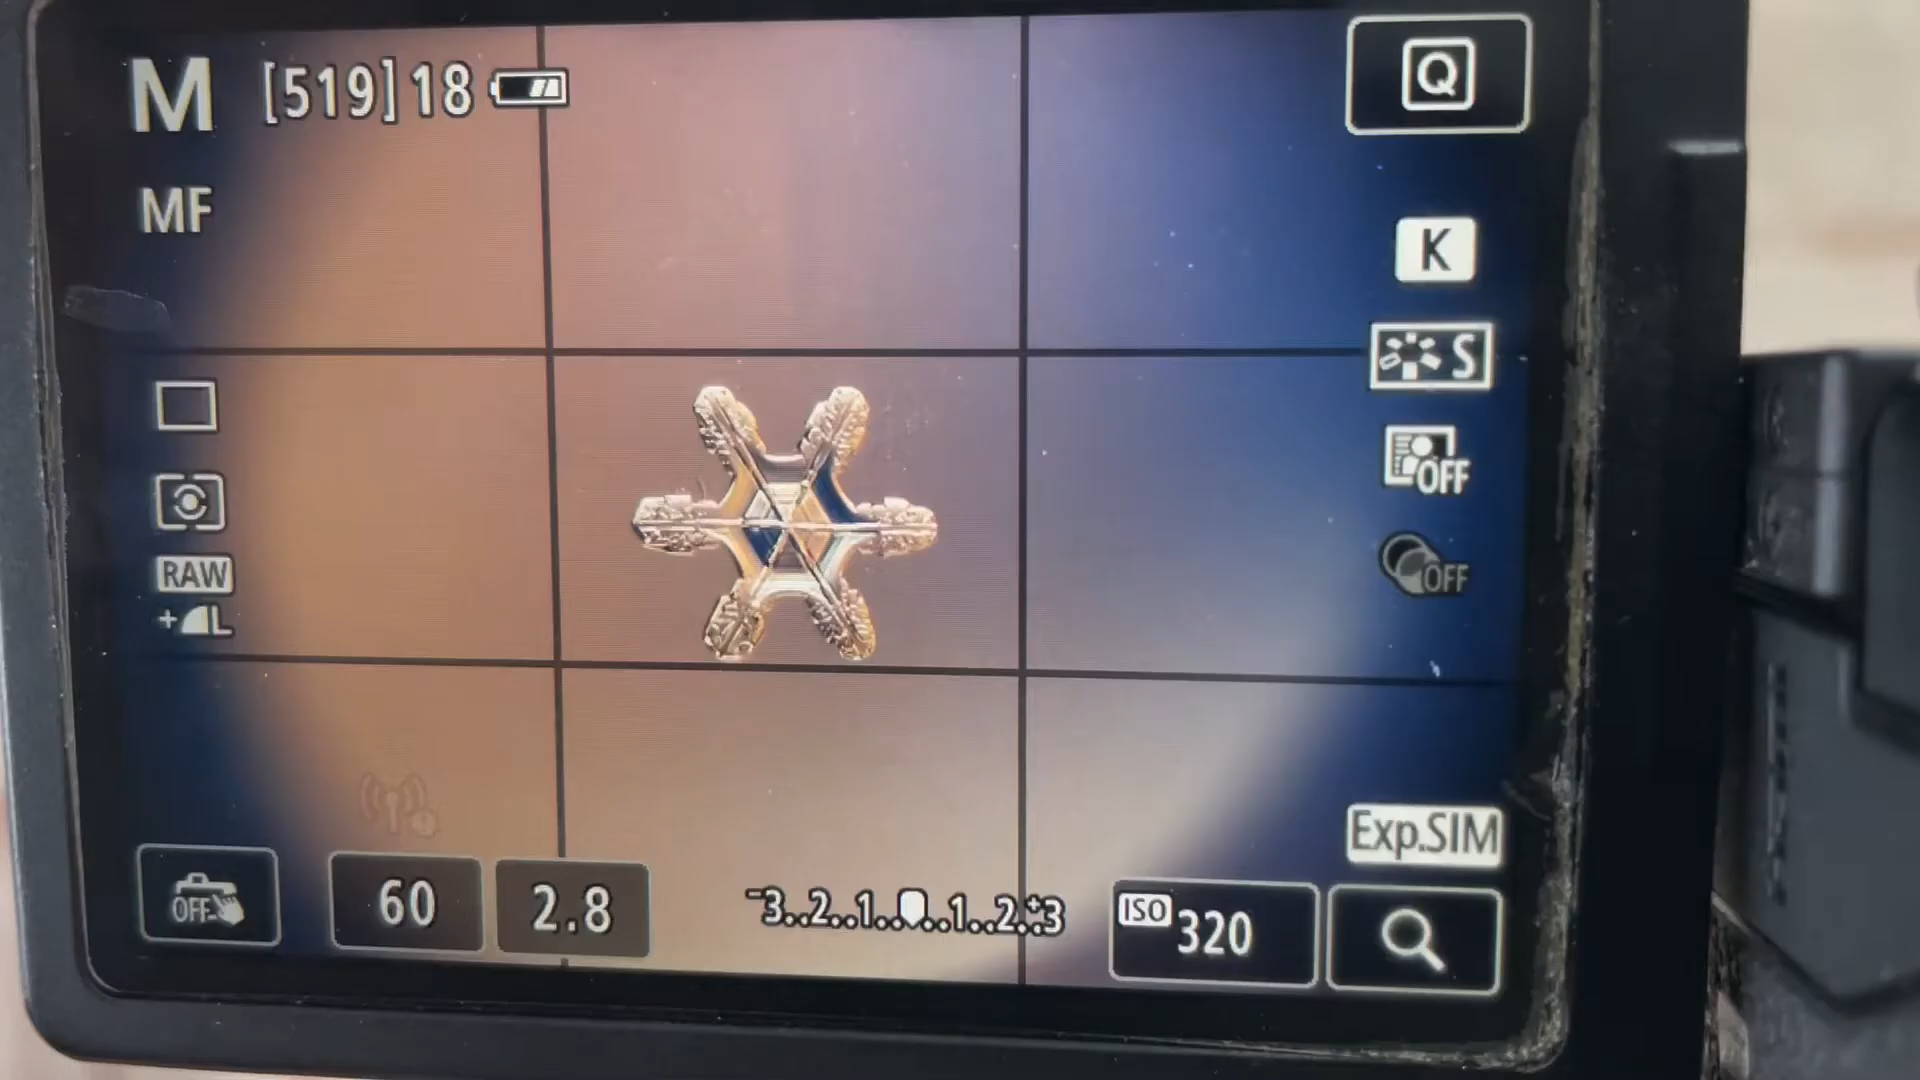 M [519] 18
Q
MF
K
S
OFF
RAW
+L
OFF
Exp.SIM
OFF
60
2.8
-3..2..1....1..2..+3
ISO 320